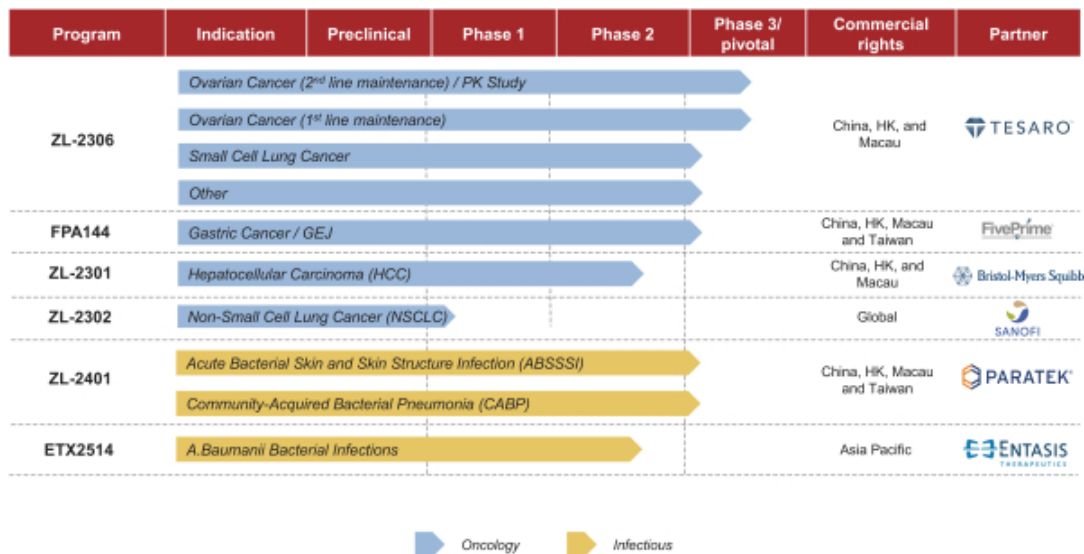 Program Indication Preclinical Phase 1 Phase 2 Phase 3/ pivotal Commercial rights Partner
ZL-2306
Ovarian Cancer (2nd line maintenance) / PK Study
Ovarian Cancer (1st line maintenance)
Small Cell Lung Cancer
Other
China, HK, and
Macau
TESARO
FPA144
Gastric Cancer / GEJ
China, HK, Macau
and Taiwan
FivePrime
ZL-2301
Hepatocellular Carcinoma (HCC)
China, HK, and
Macau
Bristol-Myers Squibb
ZL-2302
Non-Small Cell Lung Cancer (NSCLC)
Global
SANOFI
ZL-2401
Acute Bacterial Skin and Skin Structure Infection (ABSSSI)
Community-Acquired Bacterial Pneumonia (CABP)
China, HK, Macau
and Taiwan
PARATEK
ETX2514
A.Baumanii Bacterial Infections
Asia Pacific
ENTASIS
THERAPEUTICS
Oncology
Infectious